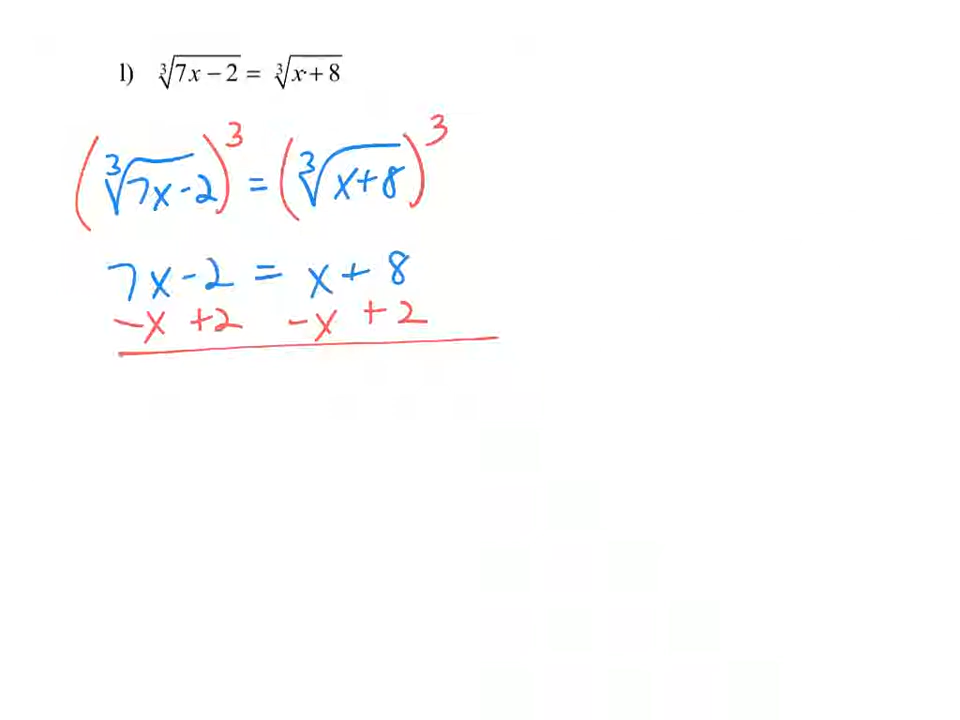 1) ∛(7x − 2) = ∛(x + 8)
(∛(7x - 2))³ = (∛(x + 8))³
7x - 2 = x + 8
-x +2 -x +2